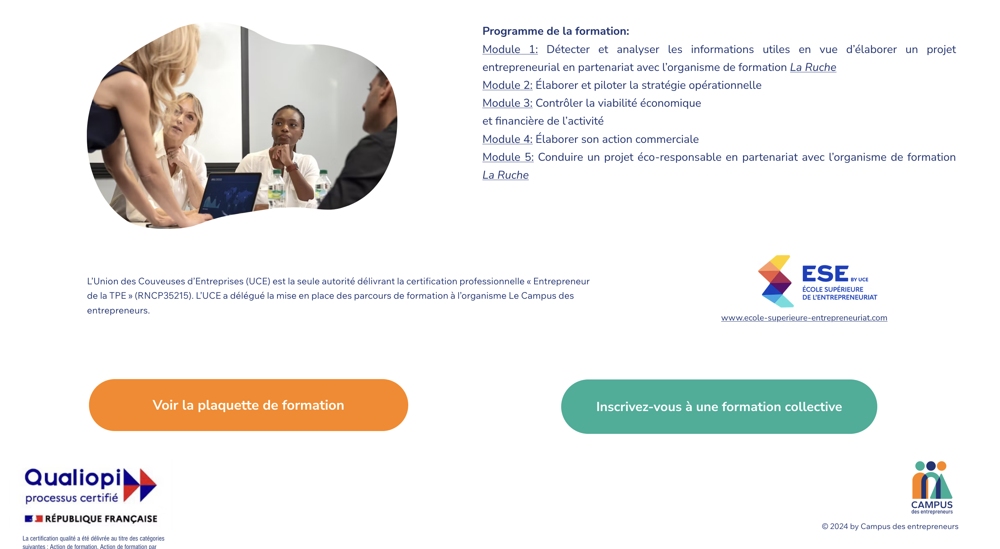 Programme de la formation:
Module 1: Détecter et analyser les informations utiles en vue d’élaborer un projet
entrepreneurial en partenariat avec l’organisme de formation La Ruche
Module 2: Élaborer et piloter la stratégie opérationnelle
Module 3: Contrôler la viabilité économique
et financière de l’activité
Module 4: Élaborer son action commerciale
Module 5: Conduire un projet éco-responsable en partenariat avec l’organisme de formation
La Ruche
L’Union des Couveuses d’Entreprises (UCE) est la seule autorité délivrant la certification professionnelle « Entrepreneur
de la TPE » (RNCP35215). L’UCE a délégué la mise en place des parcours de formation à l’organisme Le Campus des
entrepreneurs.
ESE BY UCE
ÉCOLE SUPÉRIEURE
DE L’ENTREPRENEURIAT
www.ecole-superieure-entrepreneuriat.com
Voir la plaquette de formation
Inscrivez-vous à une formation collective
Qualiopi
processus certifié
RÉPUBLIQUE FRANÇAISE
La certification qualité a été délivrée au titre des catégories
suivantes : Action de formation, Action de formation par
CAMPUS
des entrepreneurs
© 2024 by Campus des entrepreneurs